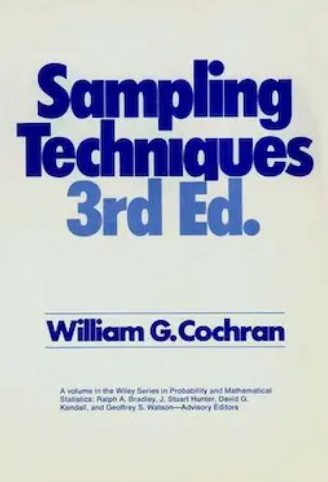 Sampling
Techniques
3rd Ed.
William G. Cochran
A volume in the Wiley Series in Probability and Mathematical
Statistics: Ralph A. Bradley, J. Stuart Hunter, David G.
Kendall, and Geoffrey S. Watson—Advisory Editors